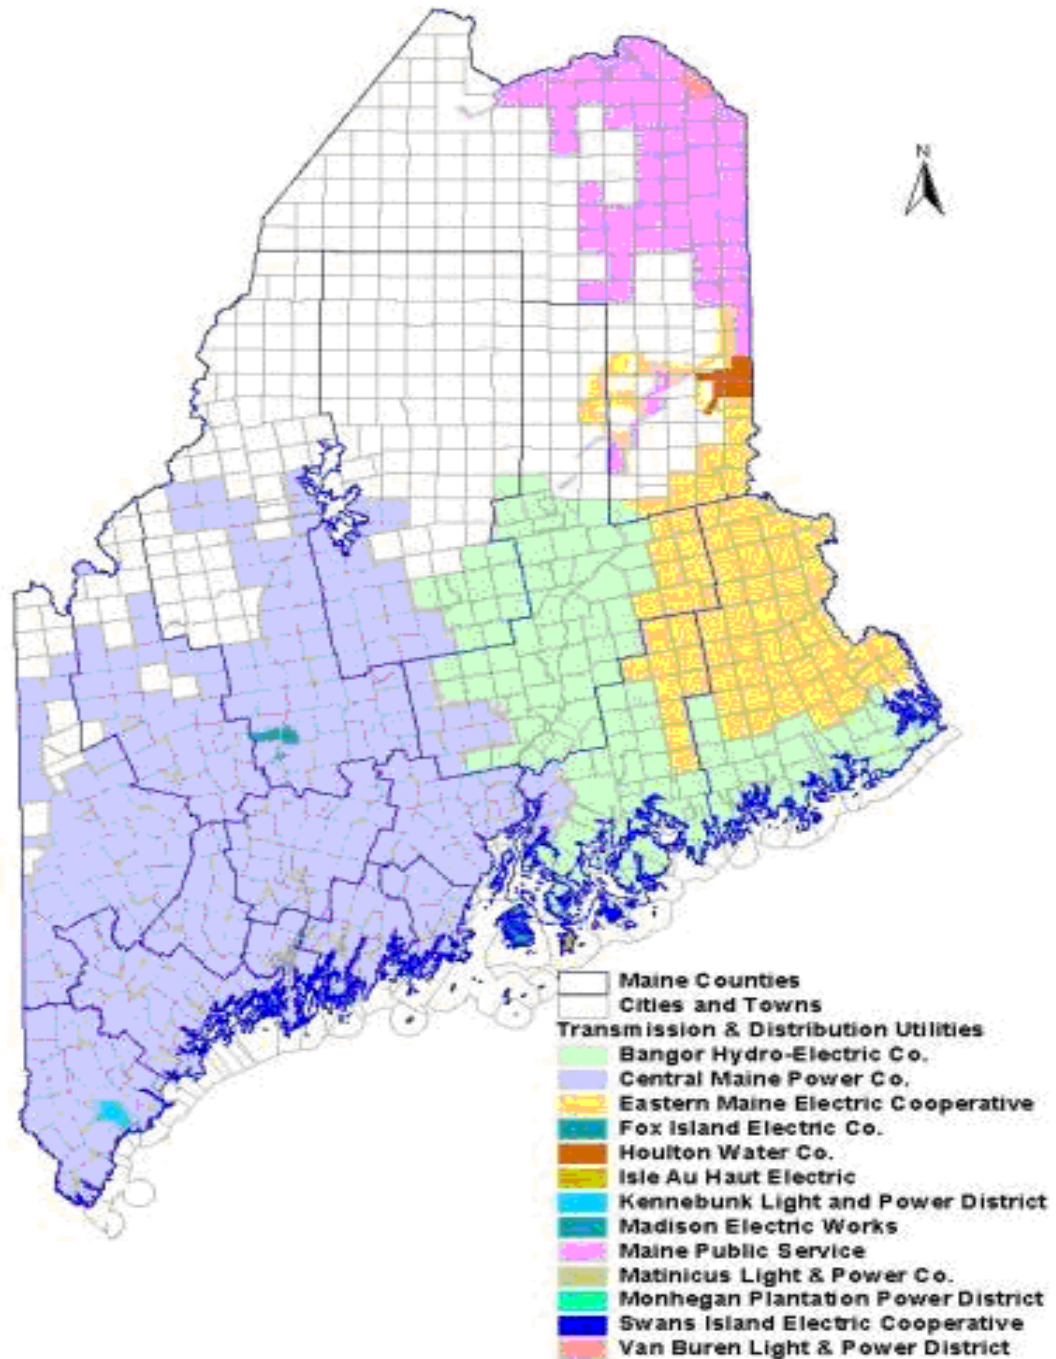 N
Maine Counties
Cities and Towns
Transmission & Distribution Utilities
Bangor Hydro-Electric Co.
Central Maine Power Co.
Eastern Maine Electric Cooperative
Fox Island Electric Co.
Houlton Water Co.
Isle Au Haut Electric
Kennebunk Light and Power District
Madison Electric Works
Maine Public Service
Matinicus Light & Power Co.
Monhegan Plantation Power District
Swans Island Electric Cooperative
Van Buren Light & Power District